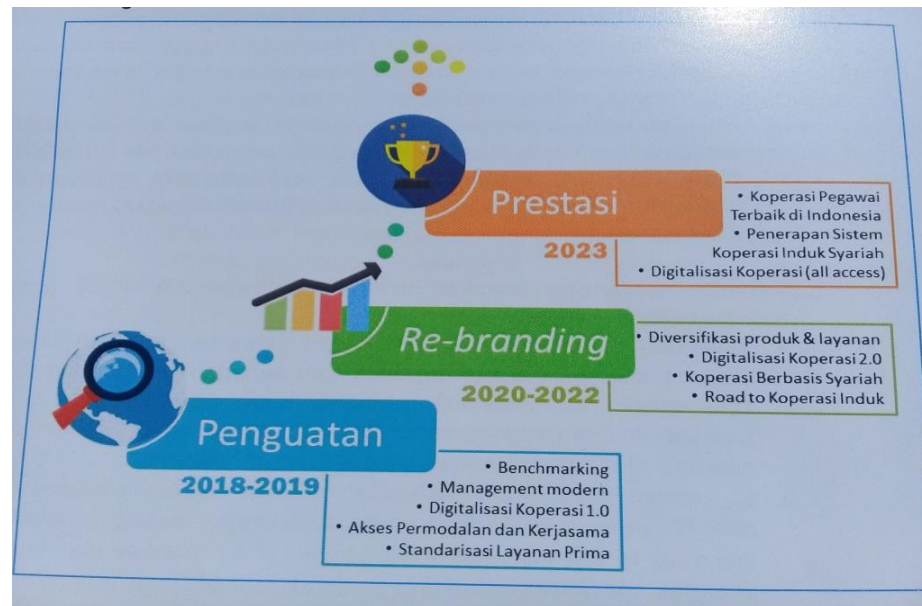 Prestasi
2023
• Koperasi Pegawai
Terbaik di Indonesia
• Penerapan Sistem
Koperasi Induk Syariah
• Digitalisasi Koperasi (all access)
Re-branding
2020-2022
• Diversifikasi produk & layanan
• Digitalisasi Koperasi 2.0
• Koperasi Berbasis Syariah
• Road to Koperasi Induk
Penguatan
2018-2019
• Benchmarking
• Management modern
• Digitalisasi Koperasi 1.0
• Akses Permodalan dan Kerjasama
• Standarisasi Layanan Prima